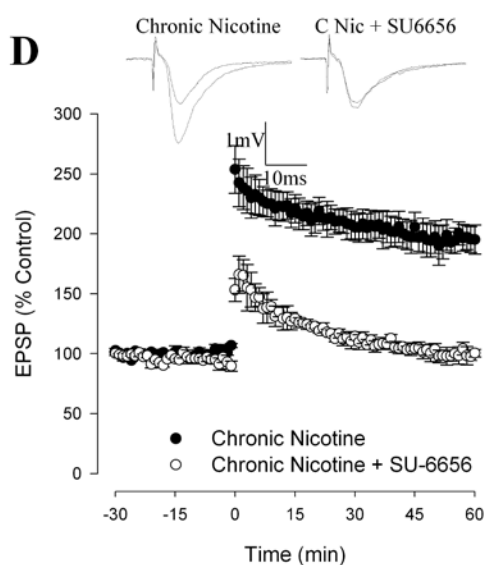 D
Chronic Nicotine
C Nic + SU6656
300
1mV
10ms
250
200
150
100
50
0
EPSP (% Control)
Chronic Nicotine
Chronic Nicotine + SU-6656
-30 -15 0 15 30 45 60
Time (min)